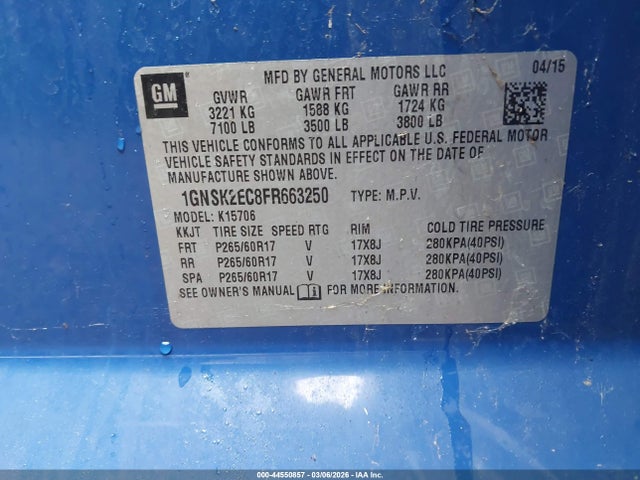 MFD BY GENERAL MOTORS LLC 04/15
GM
GVWR GAWR FRT GAWR RR
3221 KG 1588 KG 1724 KG
7100 LB 3500 LB 3800 LB
THIS VEHICLE CONFORMS TO ALL APPLICABLE U.S. FEDERAL MOTOR
VEHICLE SAFETY STANDARDS IN EFFECT ON THE DATE OF
MANUFACTURE SHOWN ABOVE.
1GNSK2EC8FR663250 TYPE: M.P.V.
MODEL: K15706
KKJT TIRE SIZE SPEED RTG RIM COLD TIRE PRESSURE
FRT P265/60R17 V 17X8J 280KPA(40PSI)
RR P265/60R17 V 17X8J 280KPA(40PSI)
SPA P265/60R17 V 17X8J 280KPA(40PSI)
SEE OWNER'S MANUAL i FOR MORE INFORMATION.
000-44550857 - 03/06/2026 - COPART.COM